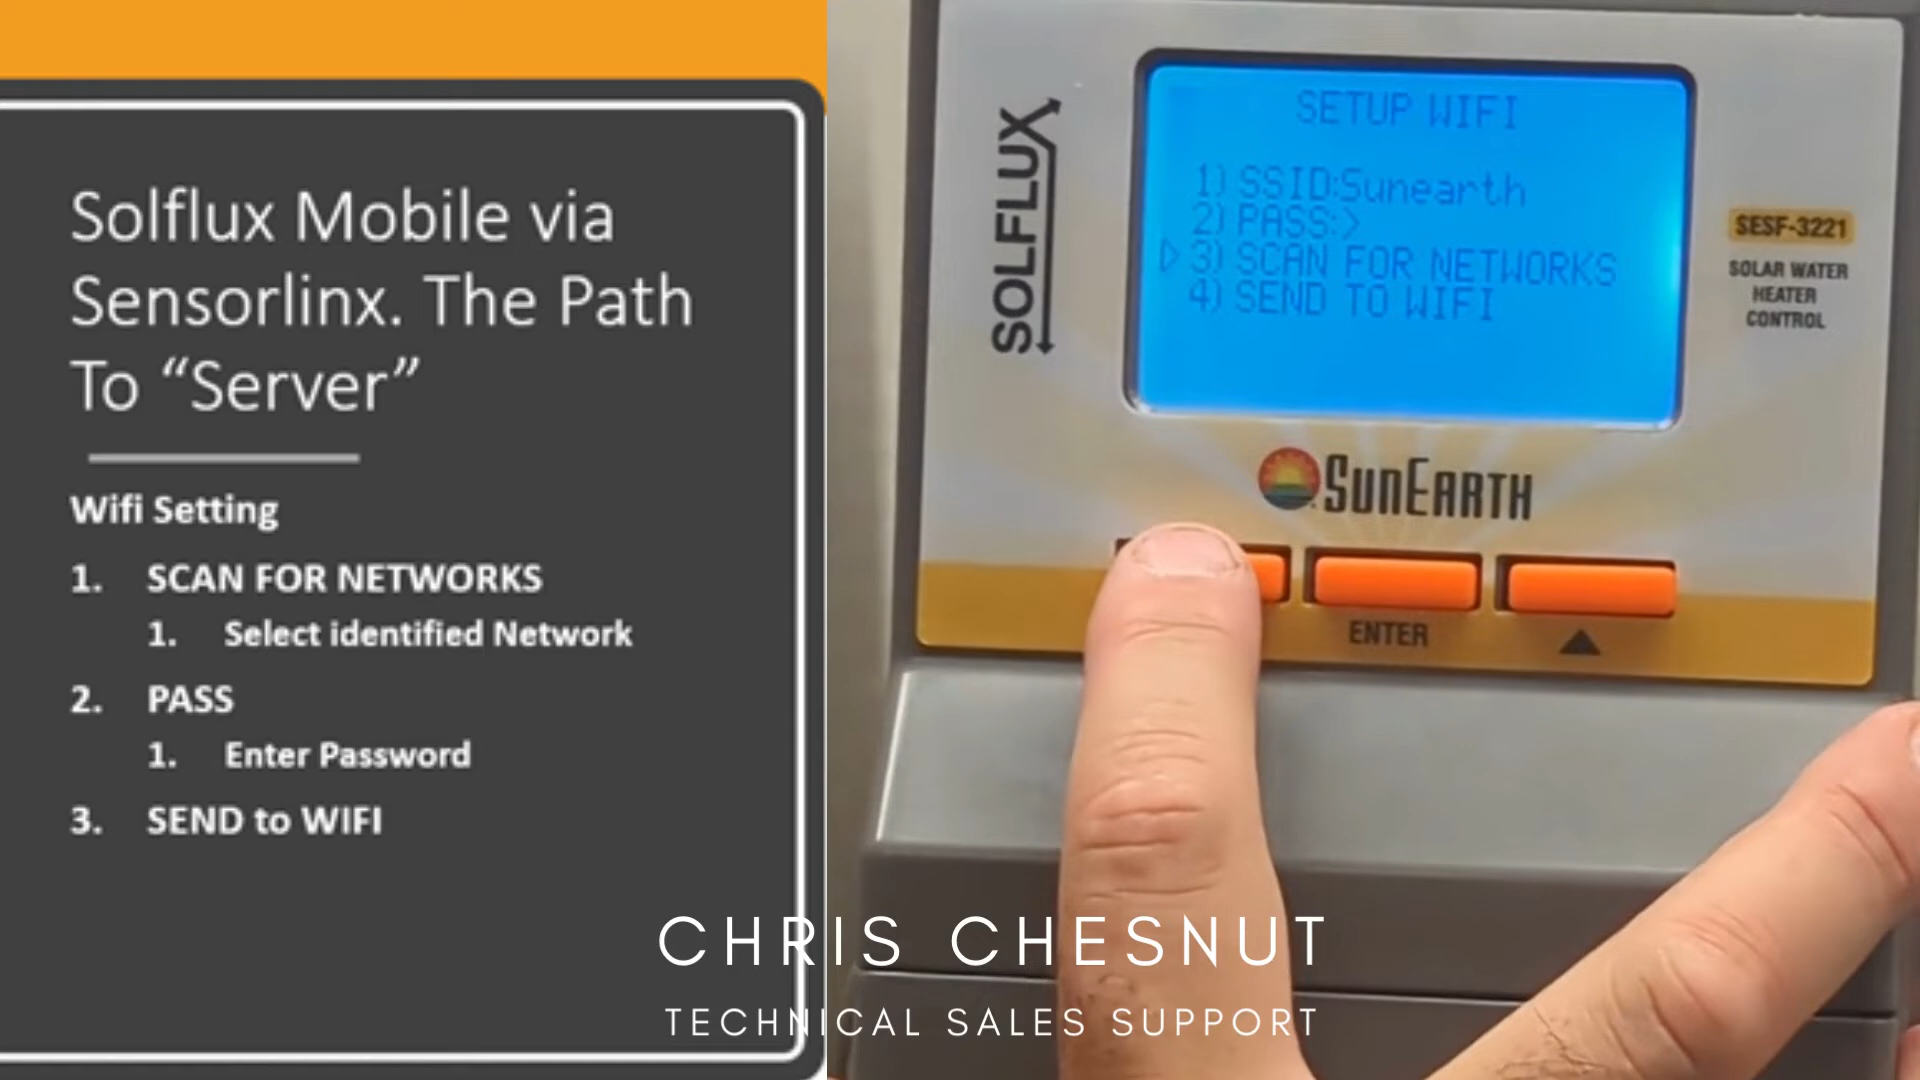 Solflux Mobile via
Sensorlinx. The Path
To “Server”
Wifi Setting
1. SCAN FOR NETWORKS
1. Select identified Network
2. PASS
1. Enter Password
3. SEND to WIFI
SOLFLUX
SETUP WIFI
1) SSID:Sunearth
2) PASS:>
▷ 3) SCAN FOR NETWORKS
4) SEND TO WIFI
SESF-3221
SOLAR WATER
HEATER
CONTROL
SUNEARTH
ENTER
CHRIS CHESNUT
TECHNICAL SALES SUPPORT